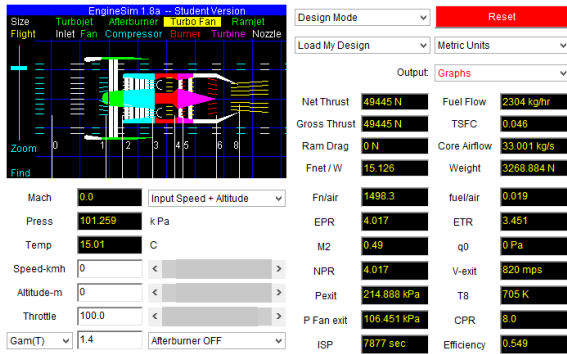 EngineSim 1.8a -- Student Version
Size Turbojet Afterburner Turbo Fan Ramjet
Flight Inlet Fan Compressor Burner Turbine Nozzle
Zoom 0 1 2 3 4 5 6 8
Find
Design Mode Reset
Load My Design Metric Units
Output: Graphs
Net Thrust 49445 N Fuel Flow 2304 kg/hr
Gross Thrust 49445 N TSFC 0.046
Ram Drag 0 N Core Airflow 33.001 kg/s
Fnet / W 15.126 Weight 3268.884 N
Fn/air 1498.3 fuel/air 0.019
EPR 4.017 ETR 3.451
M2 0.49 q0 0 Pa
NPR 4.017 V-exit 820 mps
Pexit 214.888 kPa T8 705 K
P Fan exit 106.451 kPa CPR 8.0
ISP 7877 sec Efficiency 0.549
Mach 0.0 Input Speed + Altitude
Press 101.259 k Pa
Temp 15.01 C
Speed-kmh 0 < >
Altitude-m 0 < >
Throttle 100.0 < >
Gam(T) 1.4 Afterburner OFF